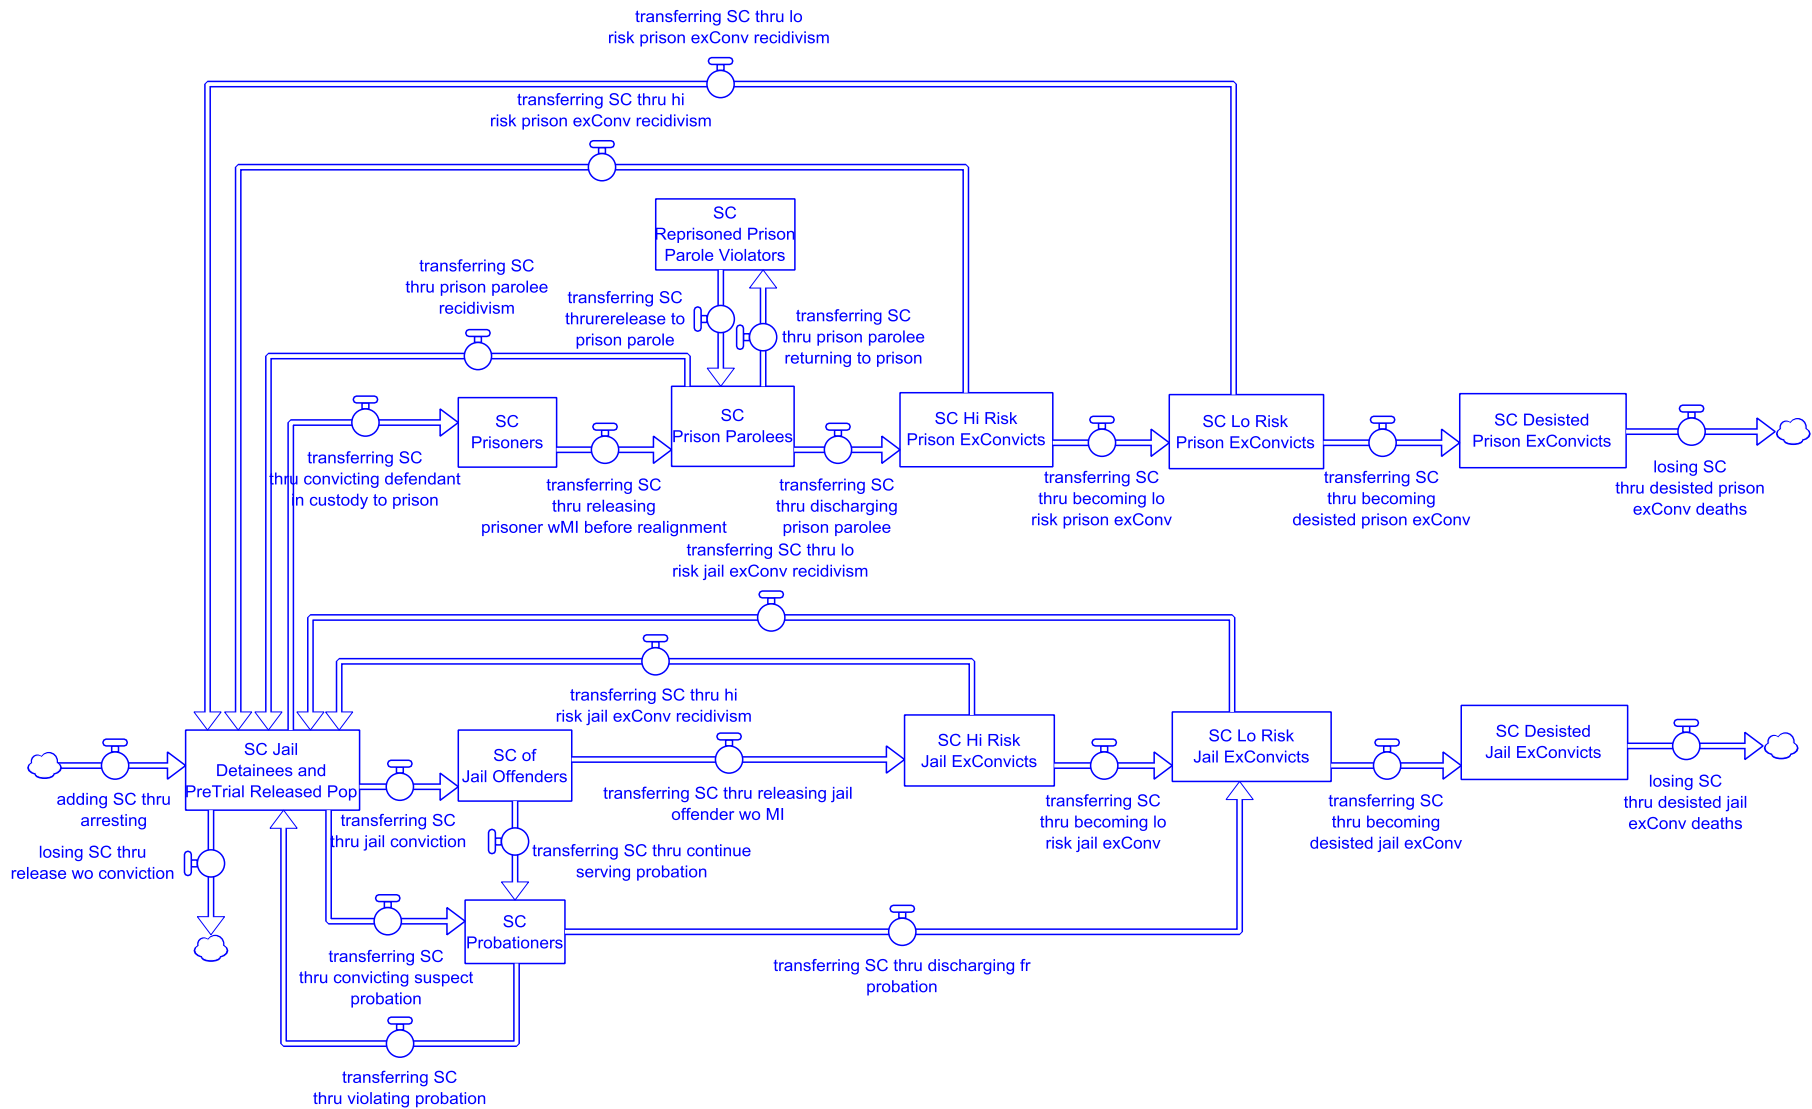 transferring SC thru lo
risk prison exConv recidivism
transferring SC thru hi
risk prison exConv recidivism
SC
Reprisoned Prison
Parole Violators
transferring SC
thru prison parolee
recidivism
transferring SC
thrurerelease to
prison parole
transferring SC
thru prison parolee
returning to prison
SC
Prisoners
SC
Prison Parolees
SC Hi Risk
Prison ExConvicts
SC Lo Risk
Prison ExConvicts
SC Desisted
Prison ExConvicts
transferring SC
thru convicting defendant
in custody to prison
transferring SC
thru releasing
prisoner wMI before realignment
transferring SC
thru discharging
prison parolee
transferring SC
thru becoming lo
risk prison exConv
transferring SC
thru becoming
desisted prison exConv
losing SC
thru desisted prison
exConv deaths
transferring SC thru lo
risk jail exConv recidivism
transferring SC thru hi
risk jail exConv recidivism
SC Jail
Detainees and
PreTrial Released Pop
SC of
Jail Offenders
SC Hi Risk
Jail ExConvicts
SC Lo Risk
Jail ExConvicts
SC Desisted
Jail ExConvicts
adding SC thru
arresting
transferring SC
thru jail conviction
transferring SC thru releasing jail
offender wo MI
transferring SC
thru becoming lo
risk jail exConv
transferring SC
thru becoming
desisted jail exConv
losing SC
thru desisted jail
exConv deaths
losing SC thru
release wo conviction
transferring SC thru continue
serving probation
SC
Probationers
transferring SC
thru convicting suspect
probation
transferring SC thru discharging fr
probation
transferring SC
thru violating probation